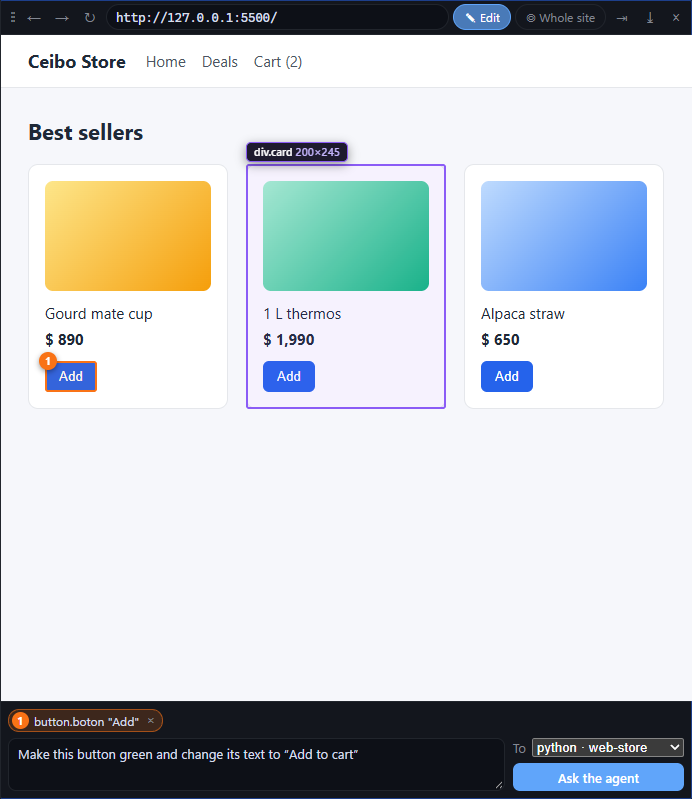 http://127.0.0.1:5500/
Edit
Whole site
Ceibo Store Home Deals Cart (2)
Best sellers
div.card 200×245
Gourd mate cup
$ 890
1
Add
1 L thermos
$ 1,990
Add
Alpaca straw
$ 650
Add
1 button.boton "Add" ×
Make this button green and change its text to “Add to cart”
To python · web-store
Ask the agent